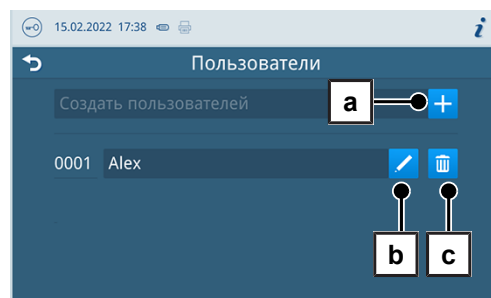 15.02.2022 17:38
Пользователи
Создать пользователей a
0001 Alex
b c